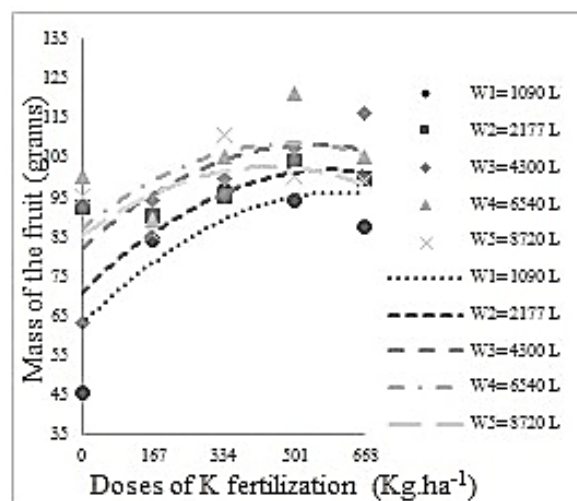 135
125
115
105
95
85
75
65
55
45
35
Mass of the fruit (grams)
0 167 334 501 668
Doses of K fertilization (Kg.ha-1)
W1=1090 L
W2=2177 L
W3=4300 L
W4=6540 L
W5=8720 L
W1=1090 L
W2=2177 L
W3=4300 L
W4=6540 L
W5=8720 L